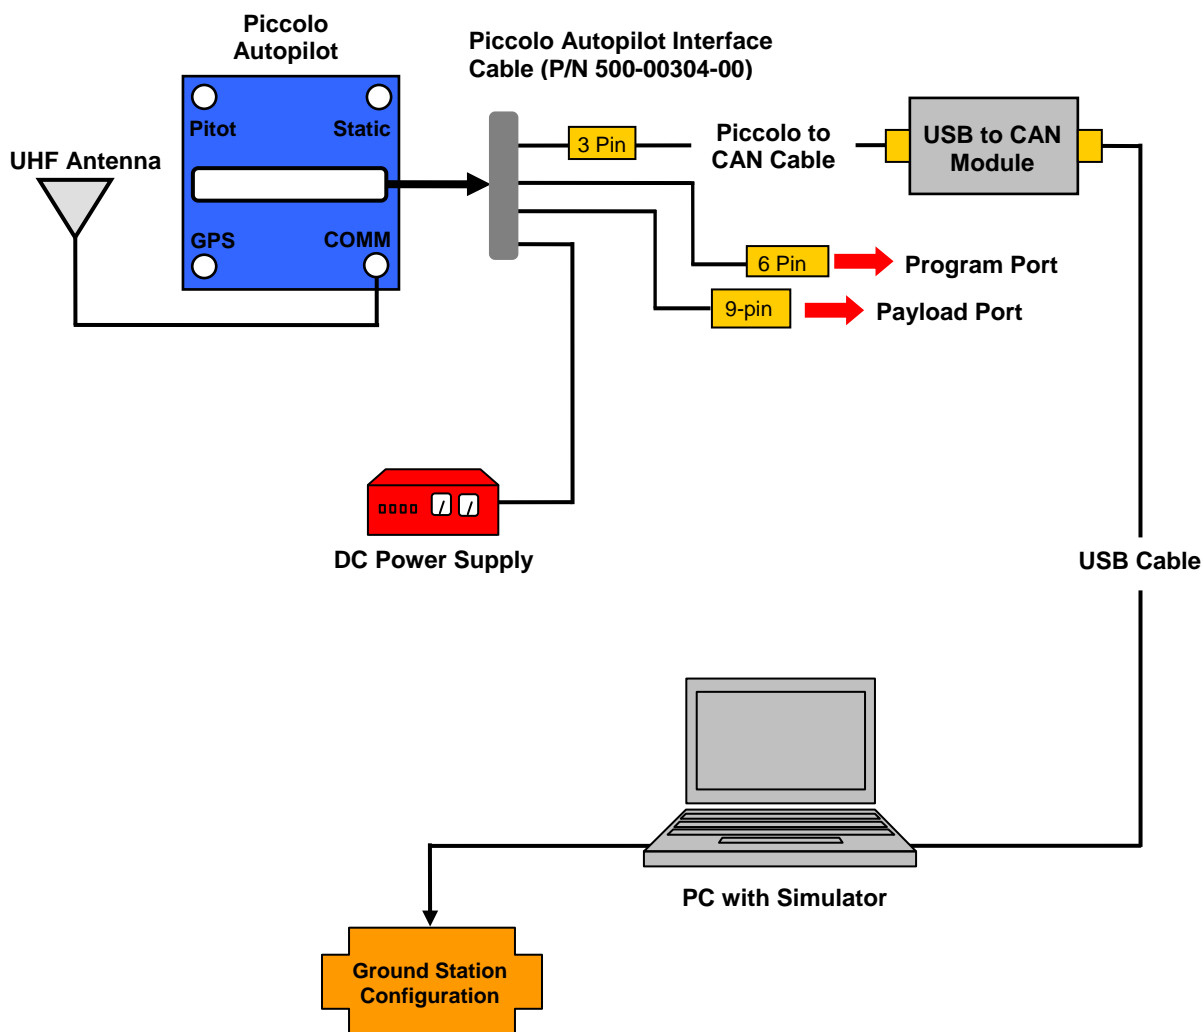 Piccolo
Autopilot
Piccolo Autopilot Interface
Cable (P/N 500-00304-00)
Pitot
Static
3 Pin
Piccolo to
CAN Cable
USB to CAN
Module
UHF Antenna
GPS
COMM
6 Pin
Program Port
9-pin
Payload Port
DC Power Supply
USB Cable
PC with Simulator
Ground Station
Configuration